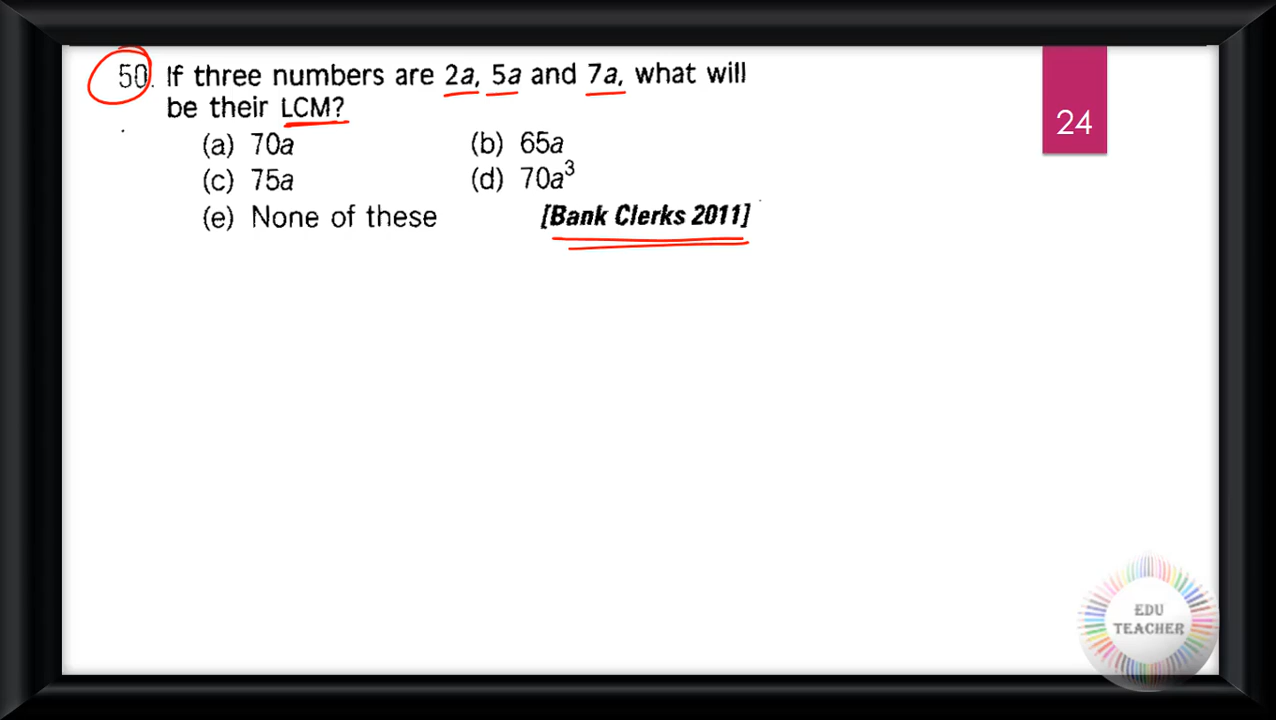 50. If three numbers are 2a, 5a and 7a, what will
be their LCM?
(a) 70a (b) 65a
(c) 75a (d) 70a³
(e) None of these [Bank Clerks 2011]
24
EDU
TEACHER